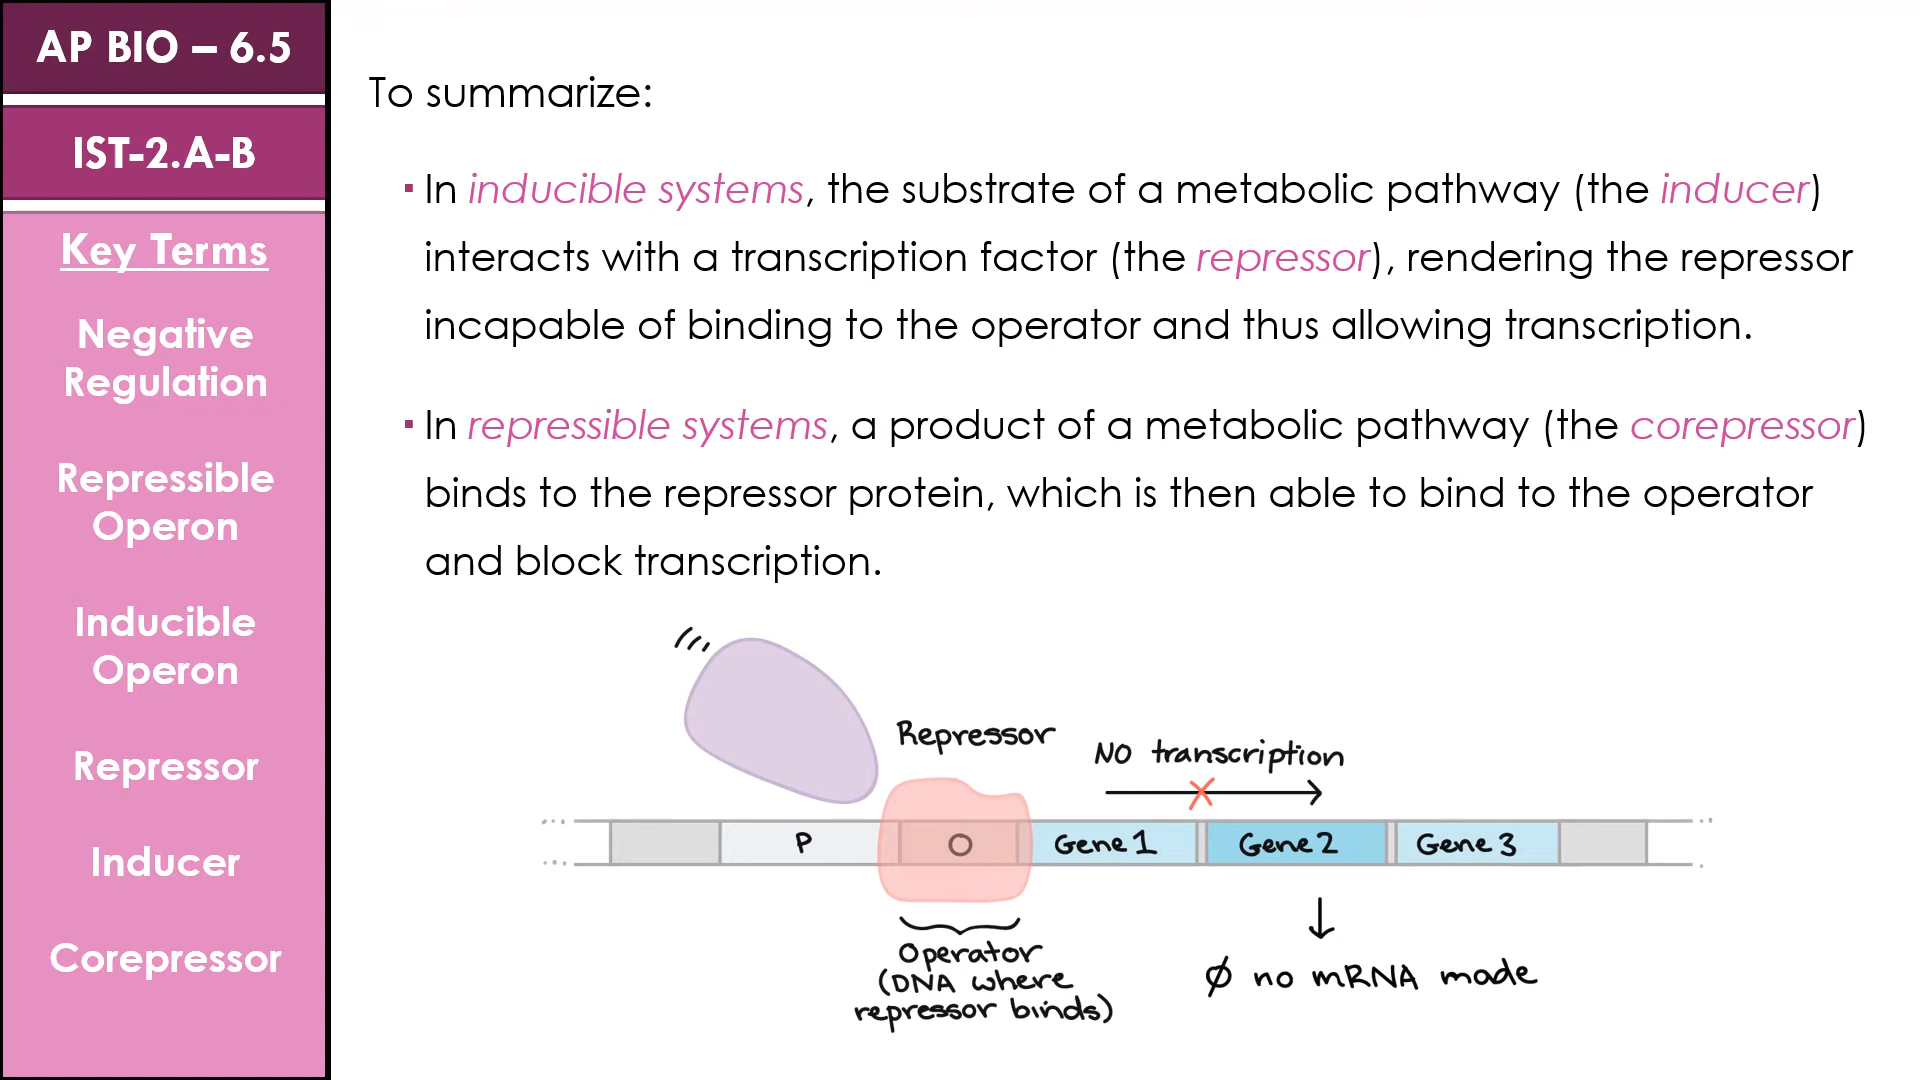 AP BIO – 6.5
IST-2.A-B
Key Terms
Negative
Regulation
Repressible
Operon
Inducible
Operon
Repressor
Inducer
Corepressor
To summarize:
▪ In inducible systems, the substrate of a metabolic pathway (the inducer)
interacts with a transcription factor (the repressor), rendering the repressor
incapable of binding to the operator and thus allowing transcription.
▪ In repressible systems, a product of a metabolic pathway (the corepressor)
binds to the repressor protein, which is then able to bind to the operator
and block transcription.
Repressor
No transcription
P O Gene 1 Gene 2 Gene 3
Operator
(DNA where
repressor binds)
Ø no mRNA made